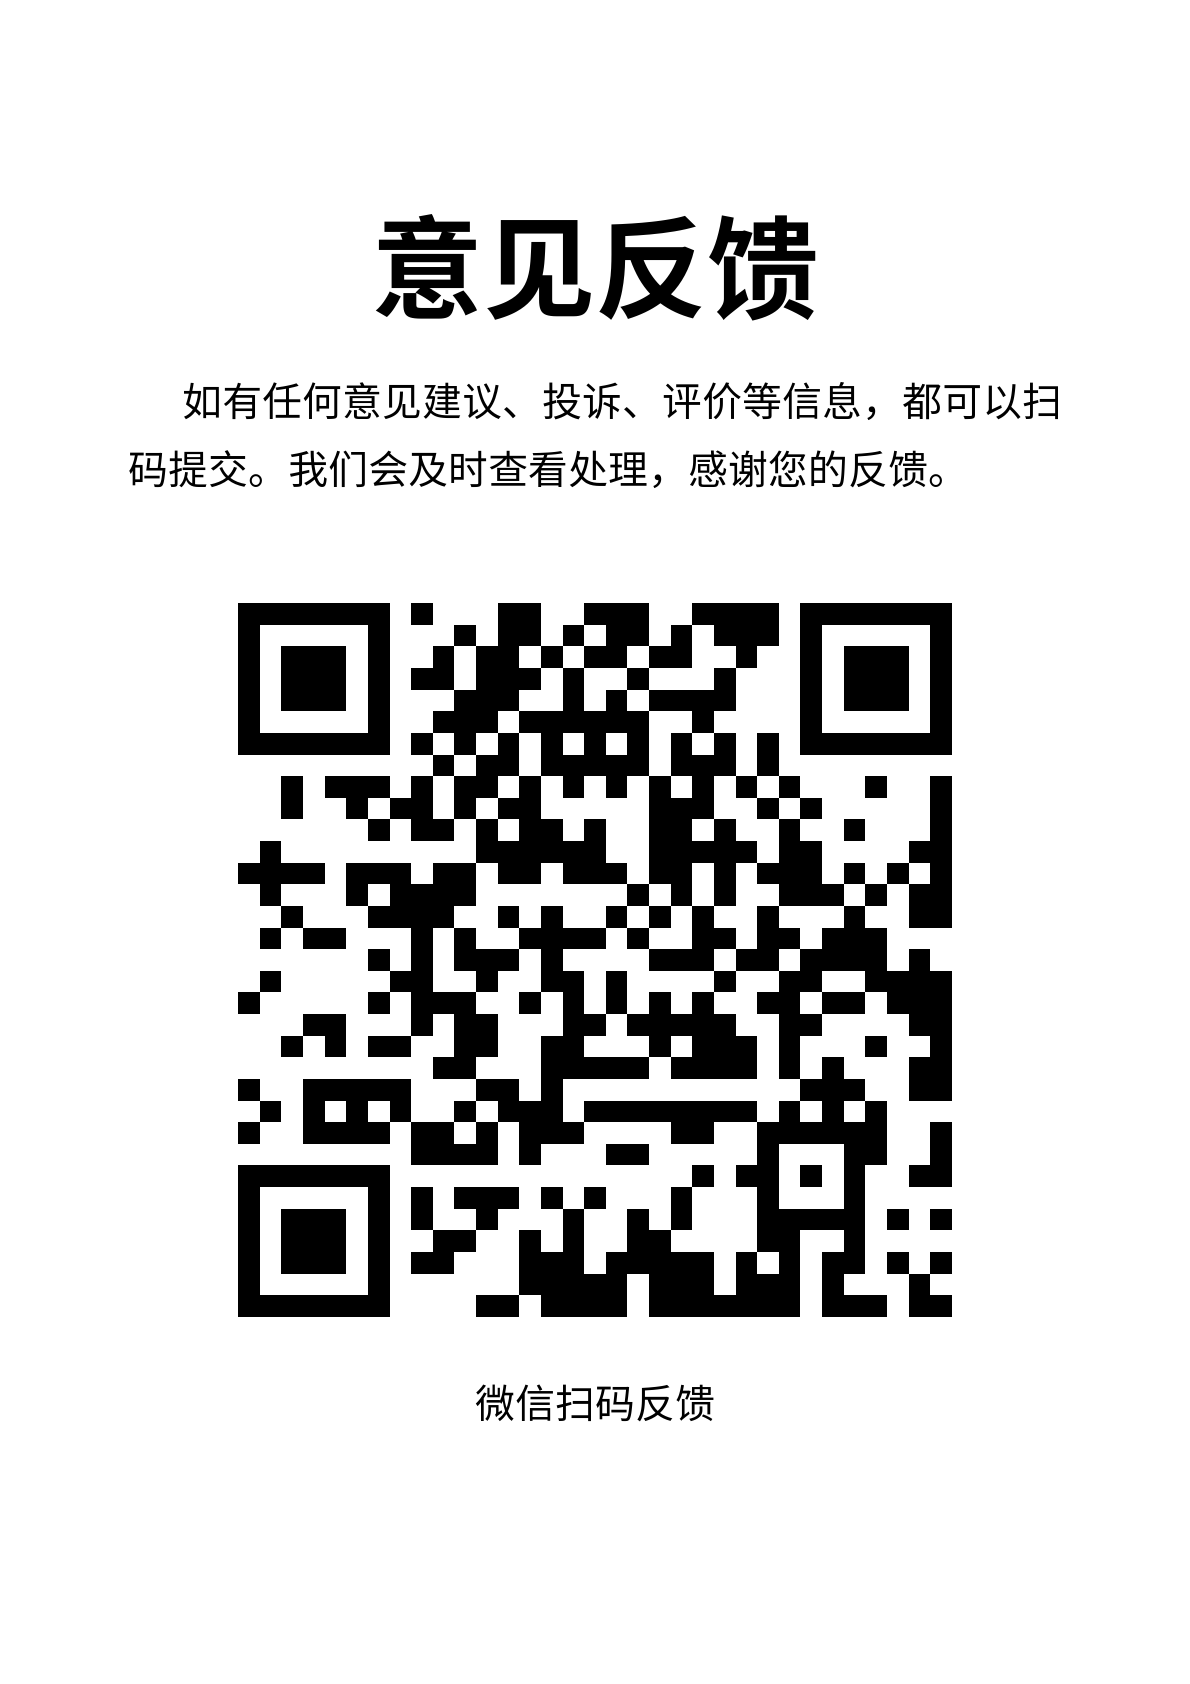 意见反馈
如有任何意见建议、投诉、评价等信息，都可以扫
码提交。我们会及时查看处理，感谢您的反馈。
微信扫码反馈